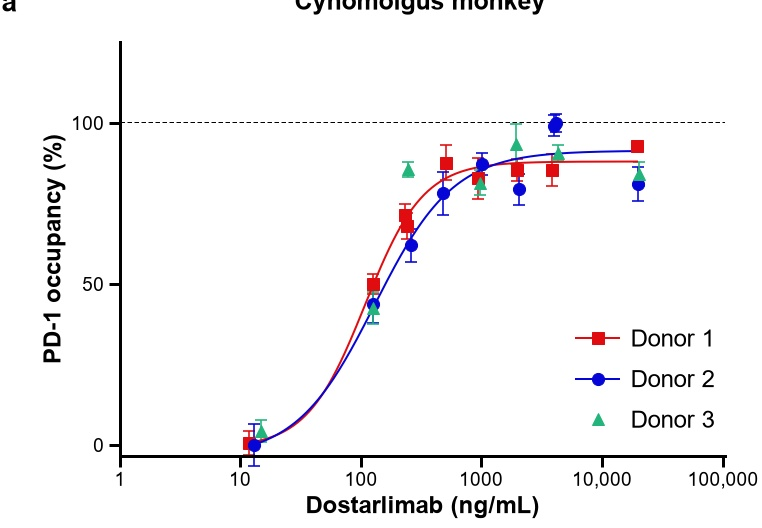 a
Cynomolgus monkey
PD-1 occupancy (%)
100
50
0
Donor 1
Donor 2
Donor 3
1
10
100
1000
10,000
100,000
Dostarlimab (ng/mL)